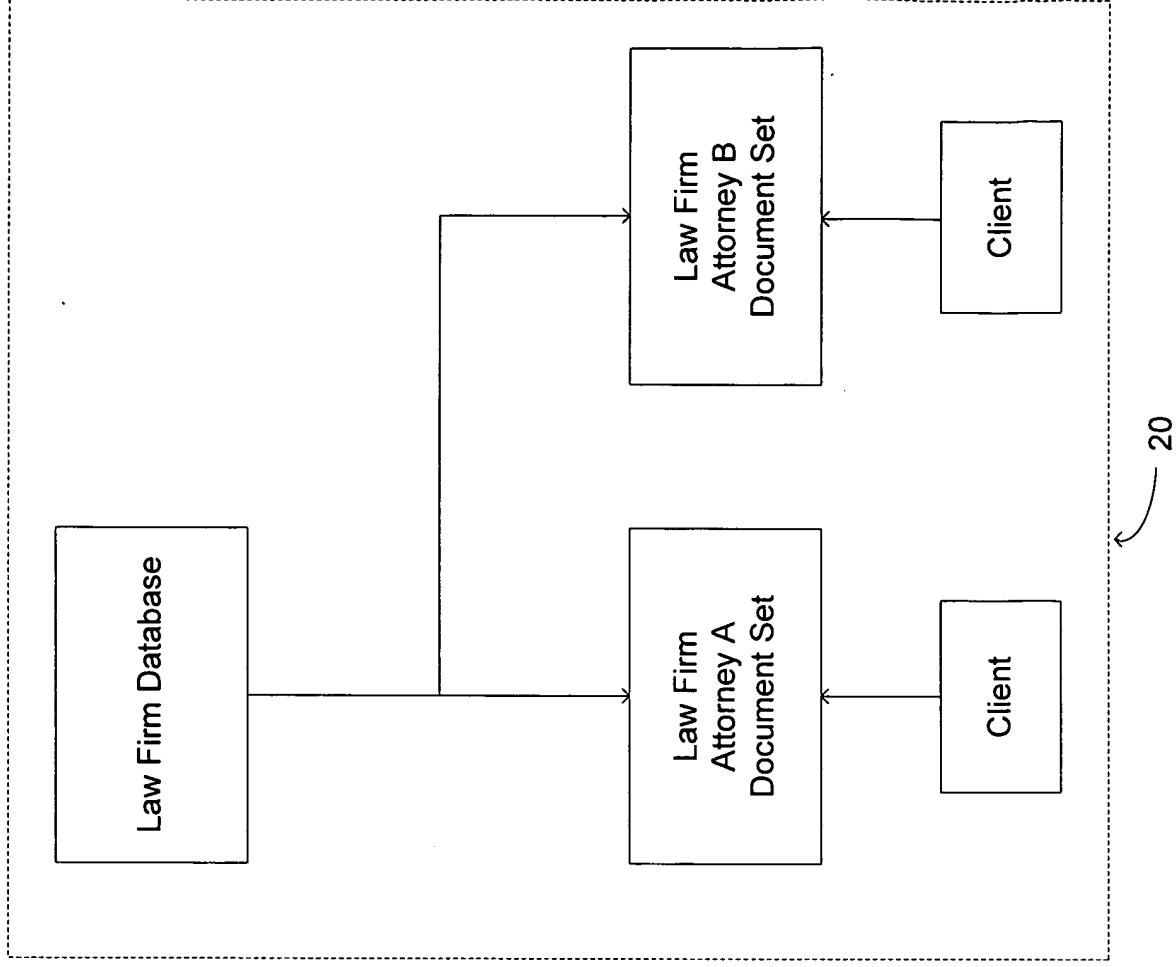 Law Firm Database
Law Firm
Attorney A
Document Set
Law Firm
Attorney B
Document Set
Client
Client
20